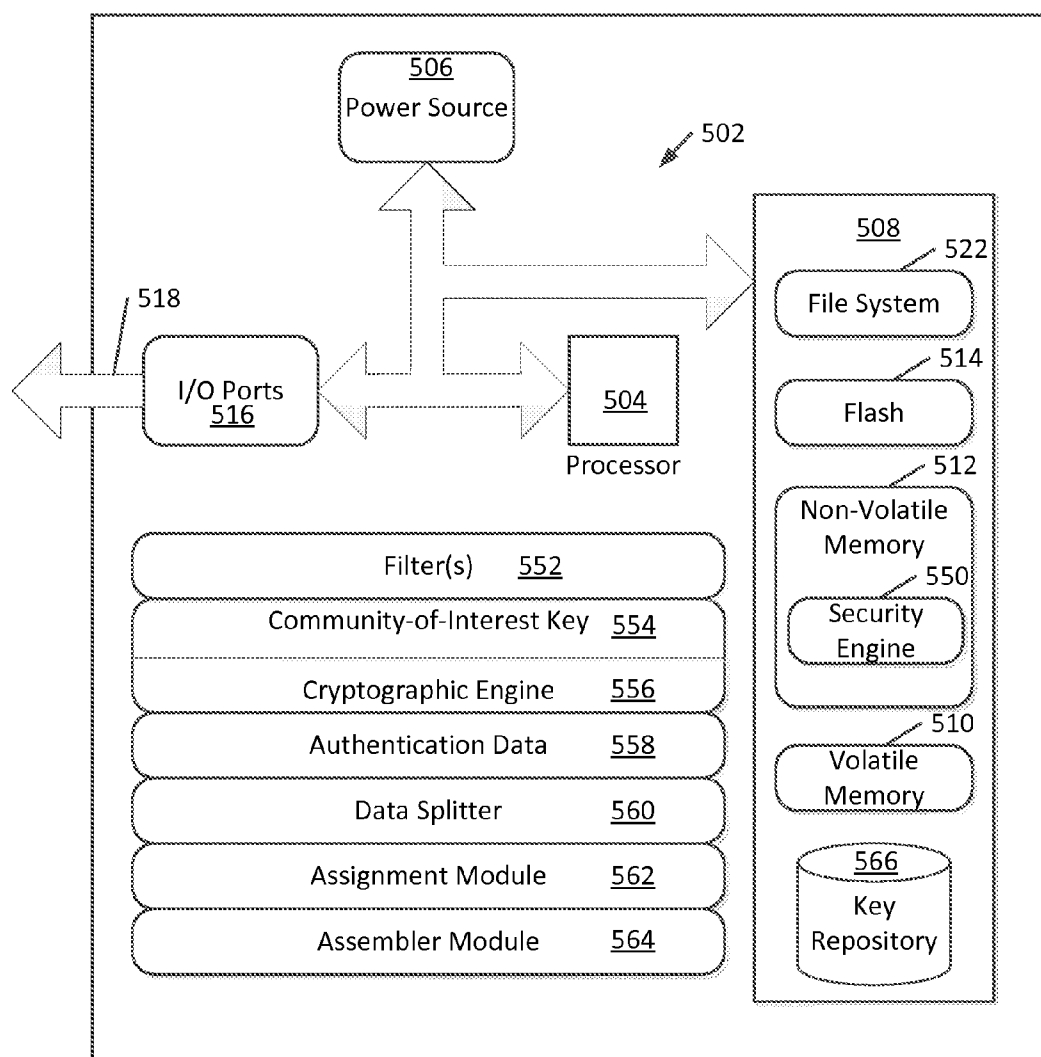 506
Power Source
502
508
522
File System
518
514
I/O Ports
516
504
Flash
Processor
512
Non-Volatile
Memory
550
Security
Engine
Filter(s) 552
Community-of-Interest Key 554
Cryptographic Engine 556
Authentication Data 558
510
Volatile
Memory
Data Splitter 560
Assignment Module 562
566
Key
Repository
Assembler Module 564